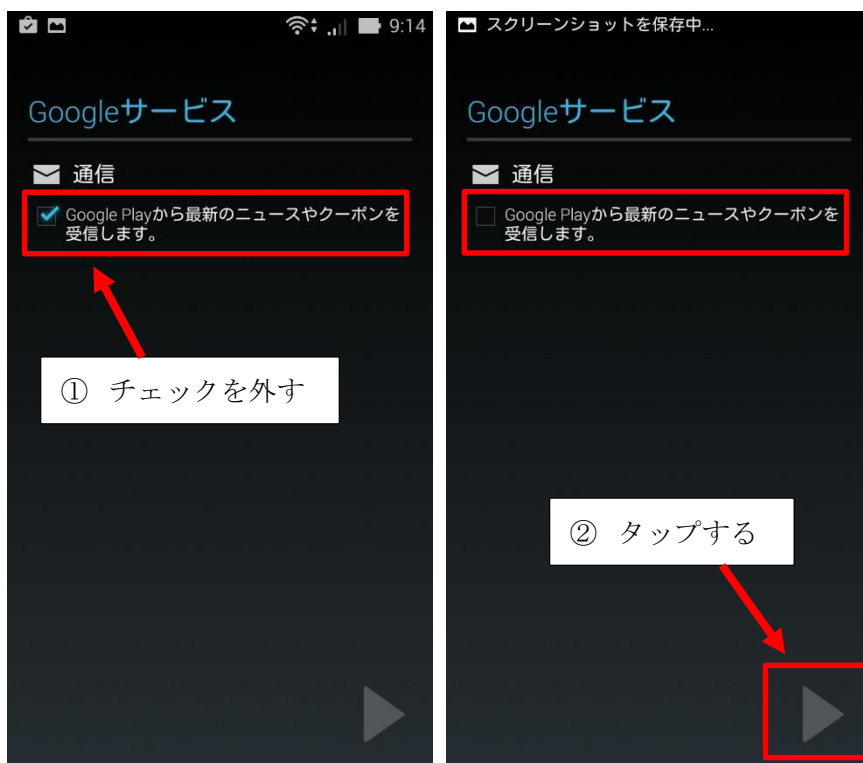 9:14
Googleサービス
通信
Google Playから最新のニュースやクーポンを
受信します。
① チェックを外す
スクリーンショットを保存中...
Googleサービス
通信
Google Playから最新のニュースやクーポンを
受信します。
② タップする